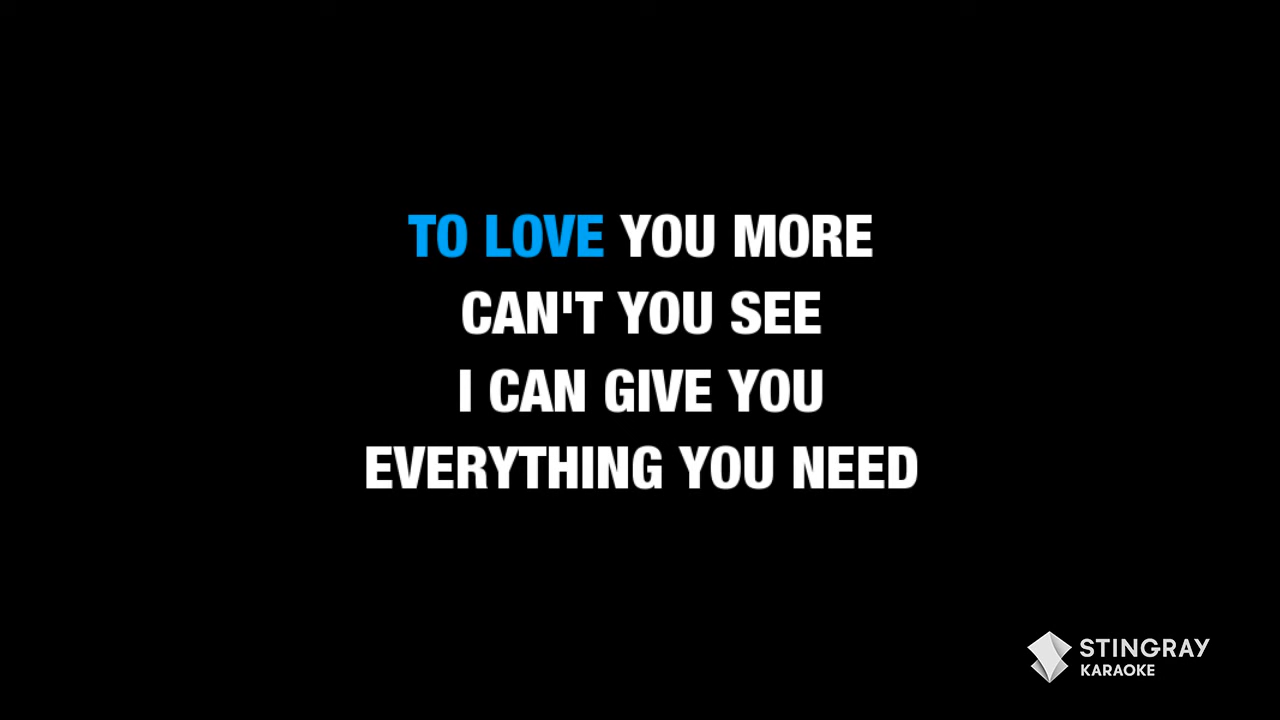 TO LOVE YOU MORE
CAN'T YOU SEE
I CAN GIVE YOU
EVERYTHING YOU NEED
STINGRAY
KARAOKE